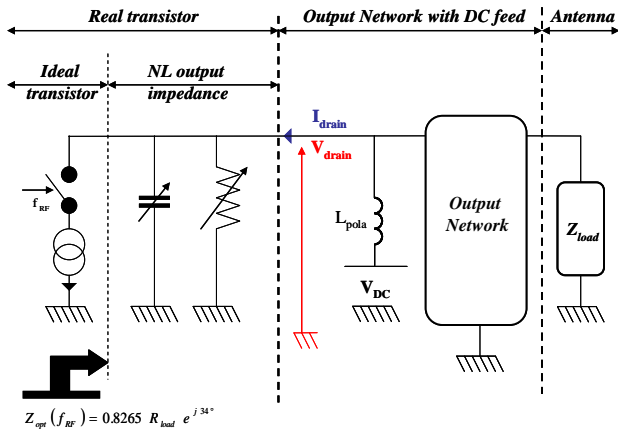 Real transistor
Output Network with DC feed
Antenna
Ideal
transistor
NL output
impedance
I_drain
V_drain
f_RF
L_pola
V_DC
Output
Network
Z_load
Z_opt (f_RF) = 0.8265 R_load e^{j 34°}